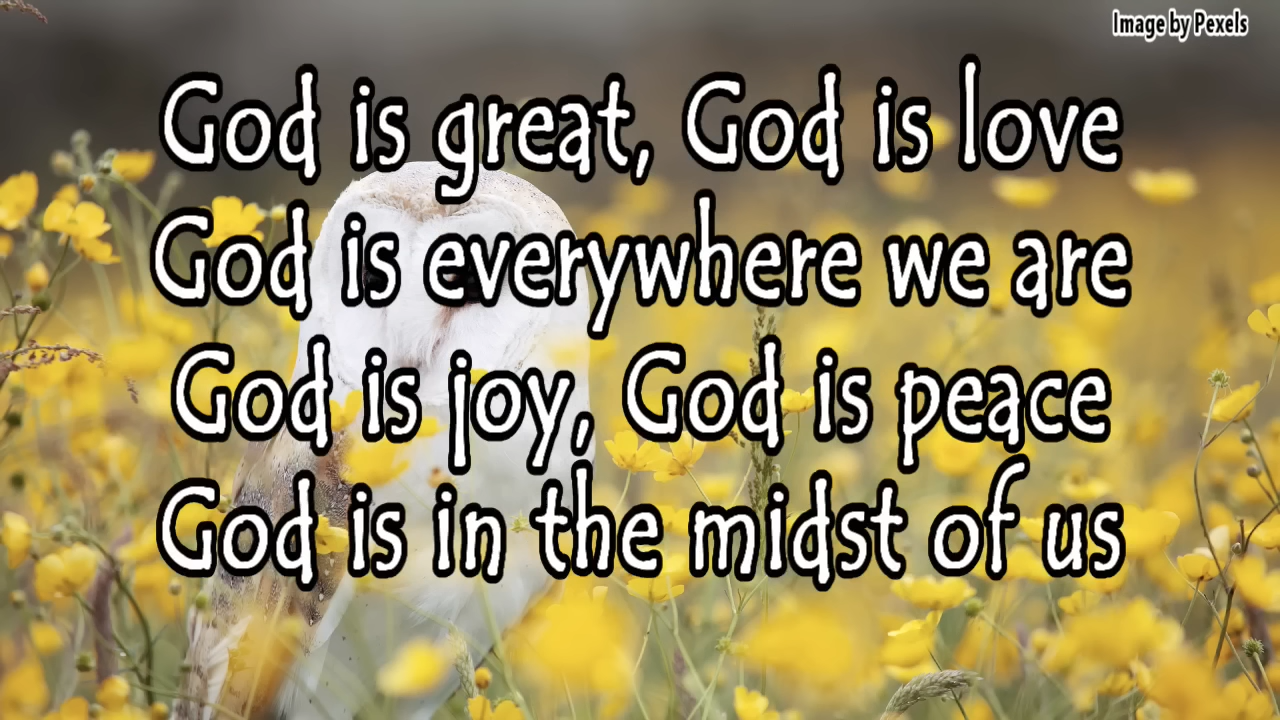 Image by Pexels
God is great, God is love
God is everywhere we are
God is joy, God is peace
God is in the midst of us